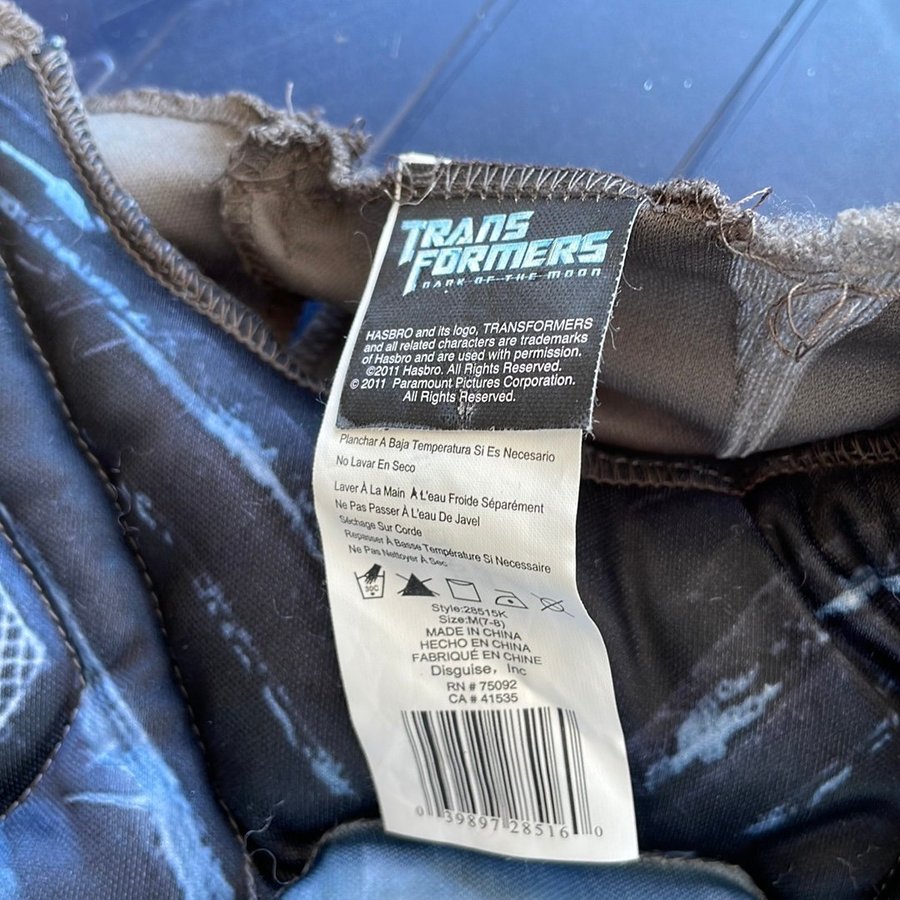 TRANS
FORMERS
DARK OF THE MOON
HASBRO and its logo, TRANSFORMERS
and all related characters are trademarks
of Hasbro and are used with permission.
©2011 Hasbro. All Rights Reserved.
© 2011 Paramount Pictures Corporation.
All Rights Reserved.
Planchar A Baja Temperatura Si Es Necesario
No Lavar En Seco
Laver À La Main À L'eau Froide Séparément
Ne Pas Passer À L'eau De Javel
Séchage Sur Corde
Repasser À Basse Température Si Necessaire
Ne Pas Nettoyer À Sec
30C
Style:28515K
Size:M(7-8)
MADE IN CHINA
HECHO EN CHINA
FABRIQUÉ EN CHINE
Disguise, Inc
RN # 75092
CA # 41535
0 39897 28516 0